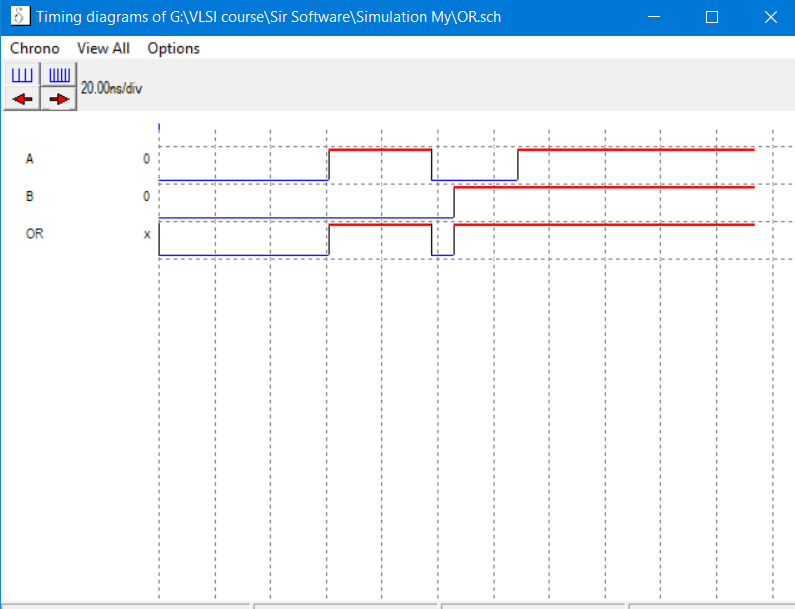 δ Timing diagrams of G:\VLSI course\Sir Software\Simulation My\OR.sch
Chrono View All Options
20.00ns/div
A 0
B 0
OR x